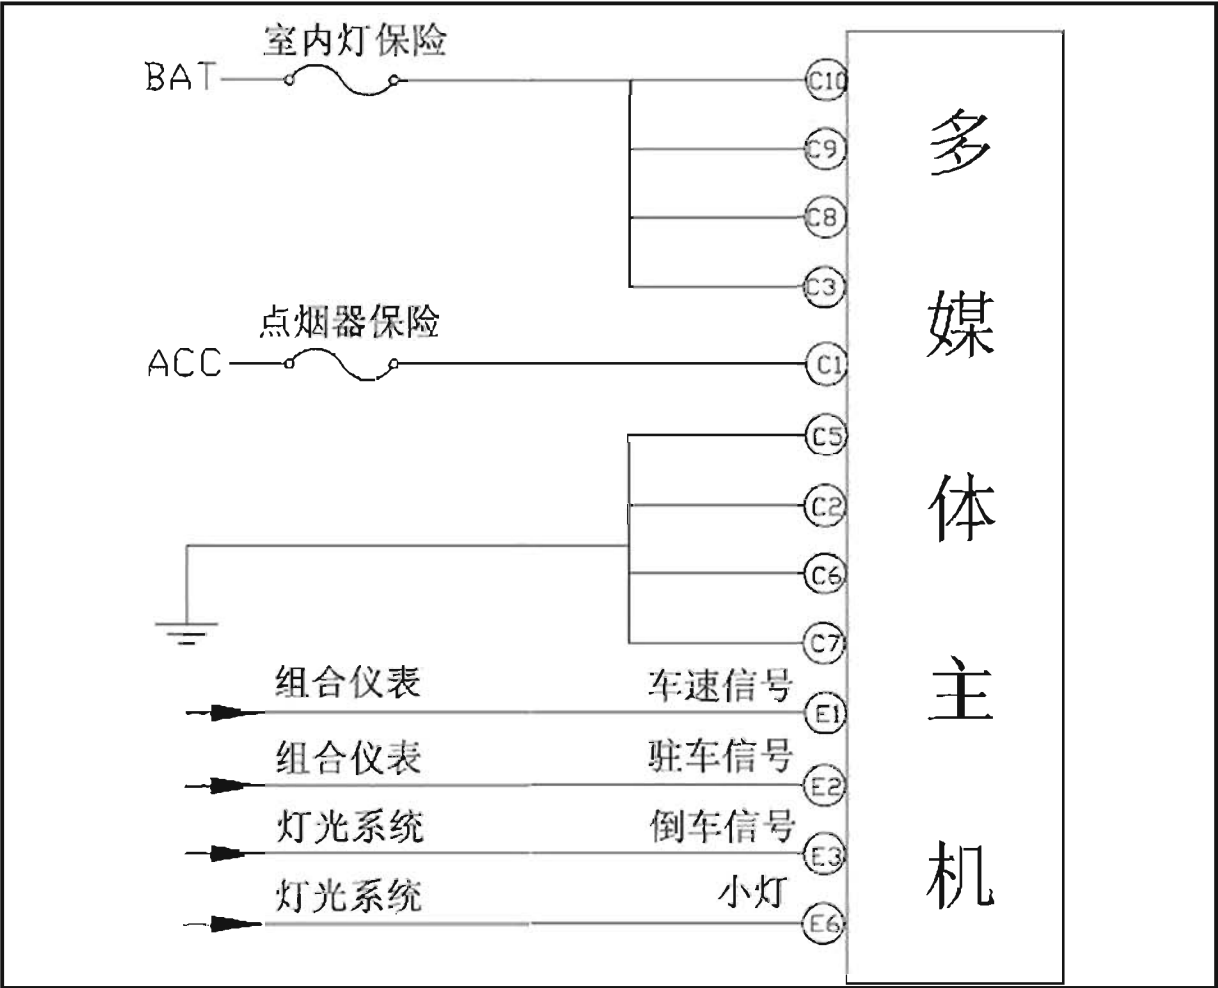 室内灯保险
BAT
C10
C9
C8
C3
点烟器保险
ACC
C1
C5
C2
C6
C7
组合仪表 车速信号
E1
组合仪表 驻车信号
E2
灯光系统 倒车信号
E3
灯光系统 小灯
E6
多媒体主机